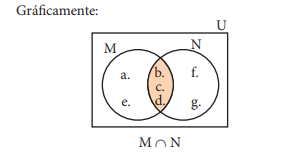 Gráficamente:
U
M N
a. b. f.
c.
e. d. g.
M ∩ N